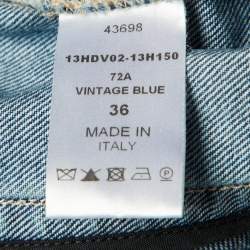 43698
13HDV02-13H150
72A
VINTAGE BLUE
36
MADE IN
ITALY